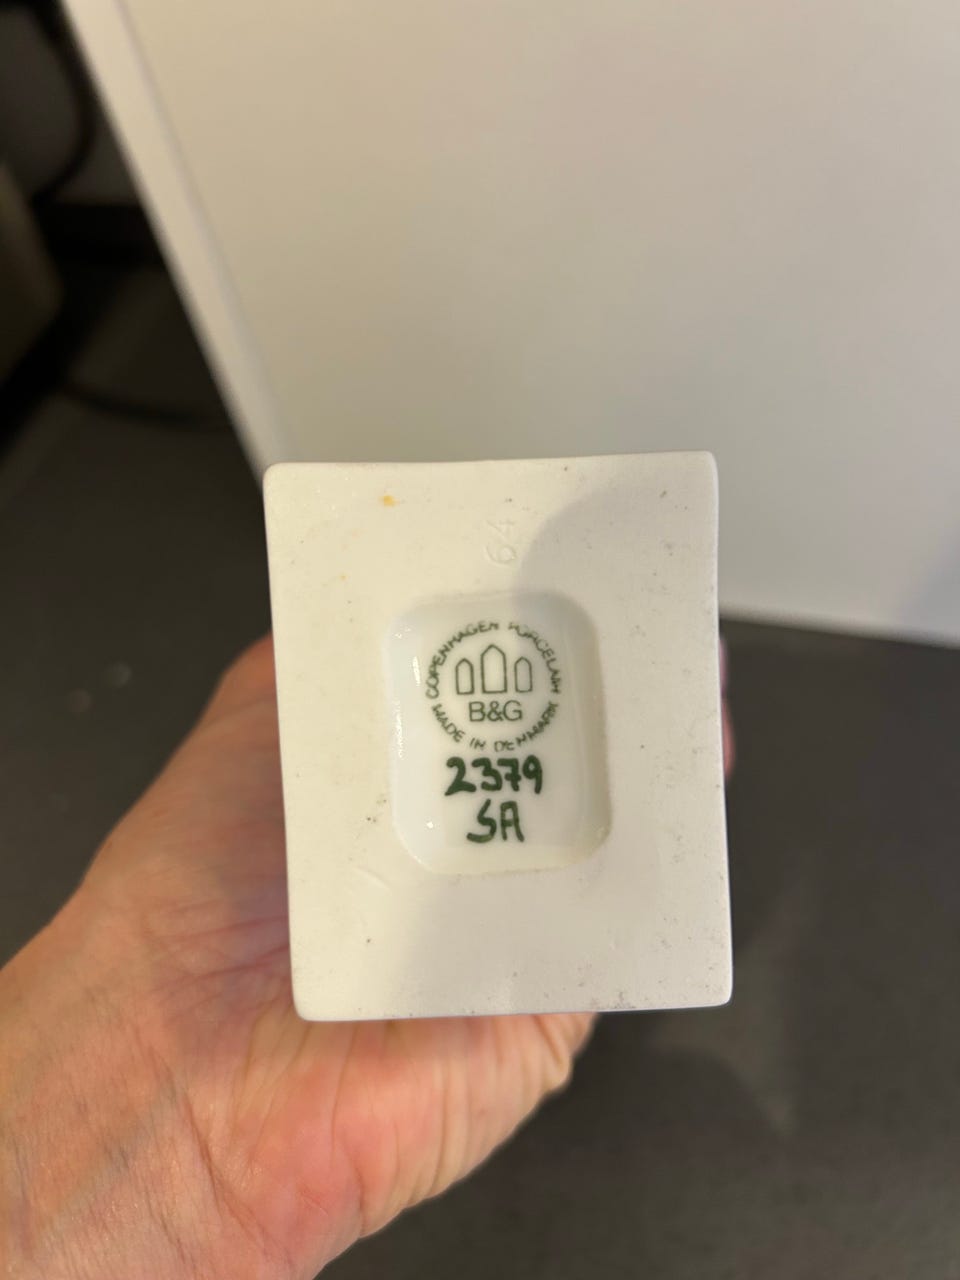 64
COPENHAGEN PORCELAIN
B&G
MADE IN DENMARK
2379
SA